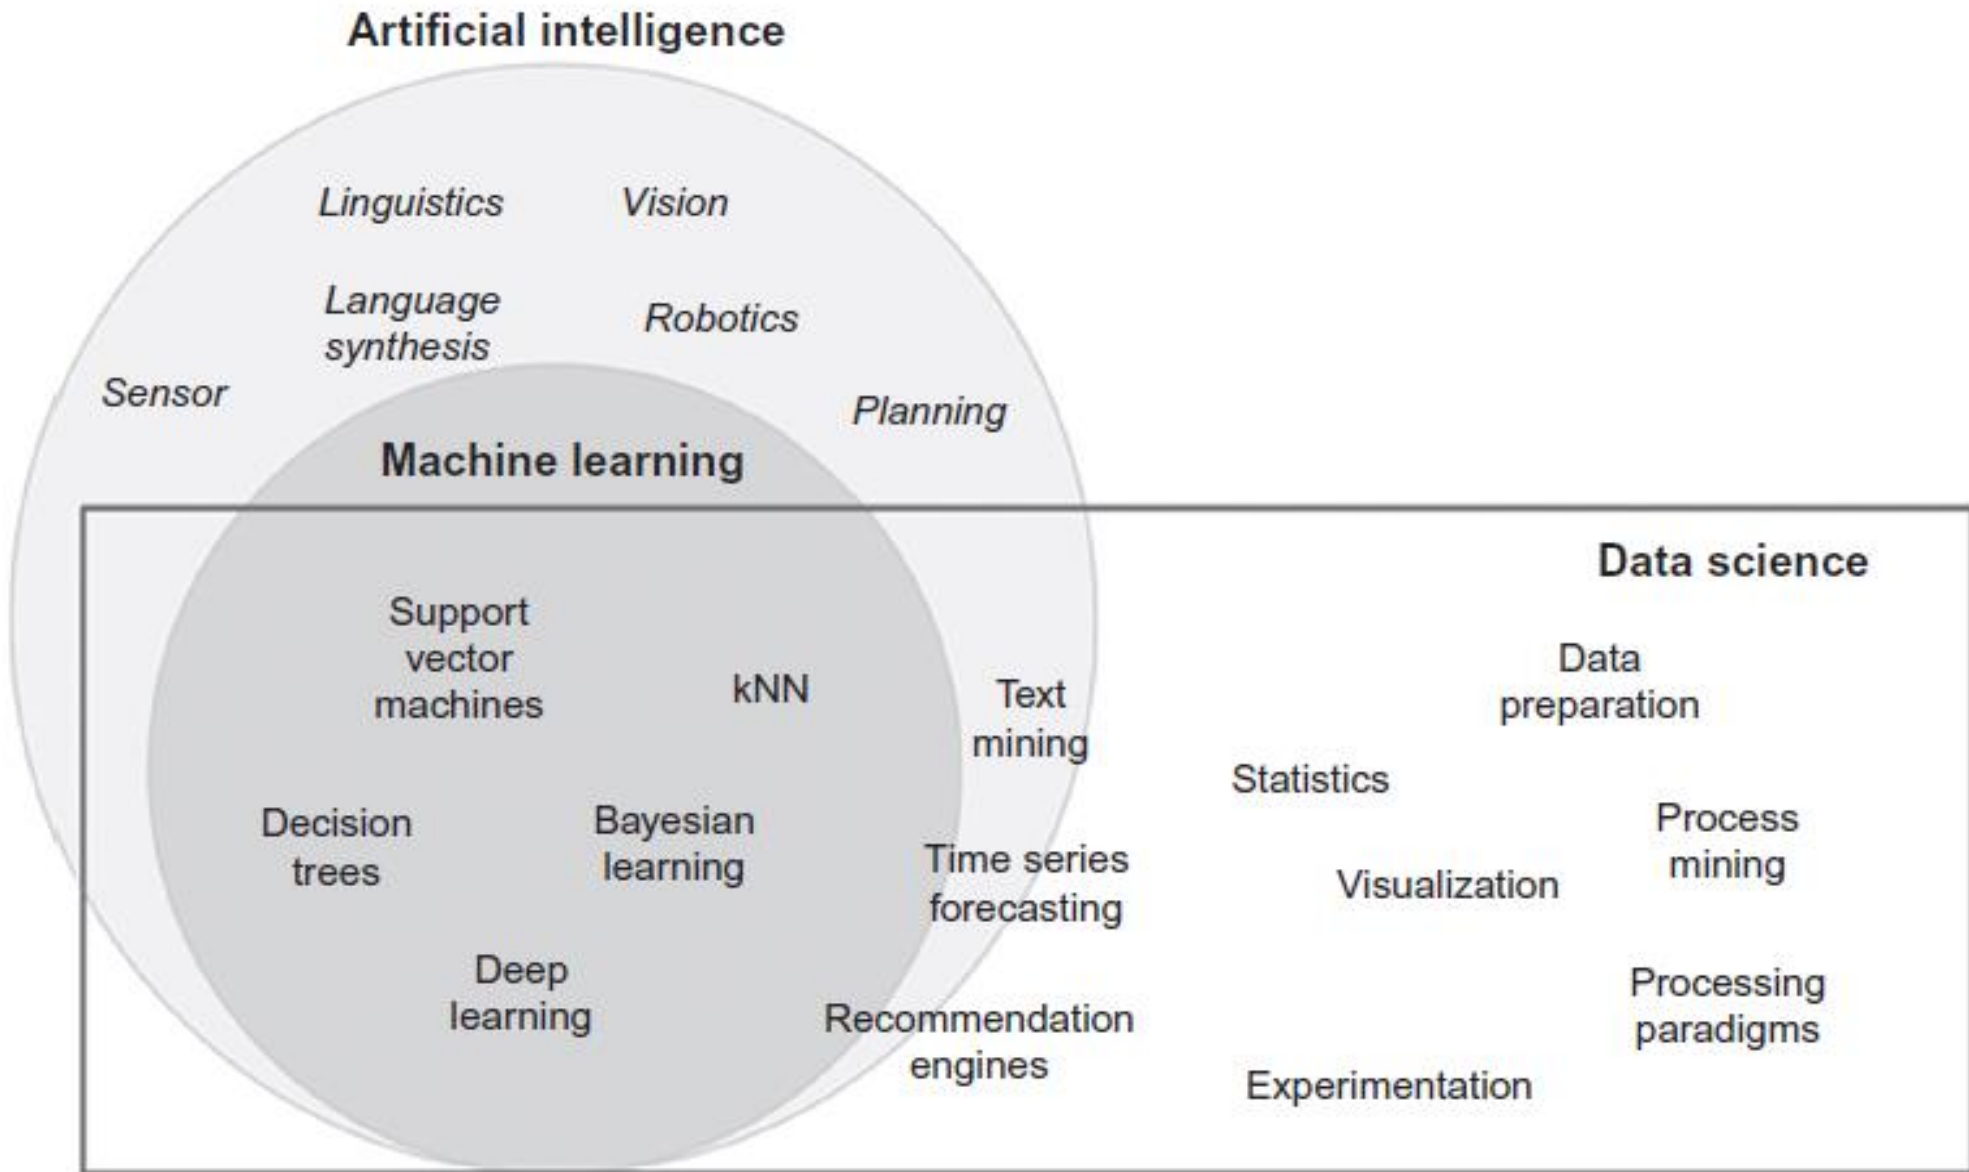 Artificial intelligence
Linguistics
Vision
Language
synthesis
Robotics
Sensor
Planning
Machine learning
Data science
Support
vector
machines
kNN
Text
mining
Data
preparation
Statistics
Decision
trees
Bayesian
learning
Time series
forecasting
Visualization
Process
mining
Deep
learning
Recommendation
engines
Processing
paradigms
Experimentation